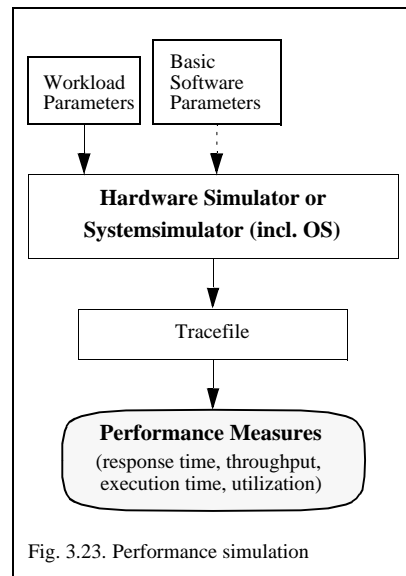 Workload
Parameters
Basic
Software
Parameters
Hardware Simulator or
Systemsimulator (incl. OS)
Tracefile
Performance Measures
(response time, throughput,
execution time, utilization)
Fig. 3.23. Performance simulation